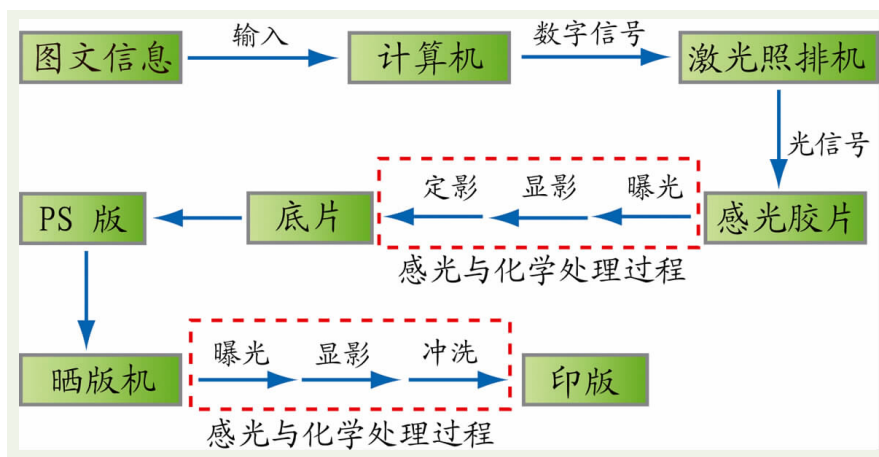 图文信息 输入 计算机 数字信号 激光照排机
光信号
PS 版 底片 定影 显影 曝光 感光胶片
感光与化学处理过程
晒版机 曝光 显影 冲洗 印版
感光与化学处理过程